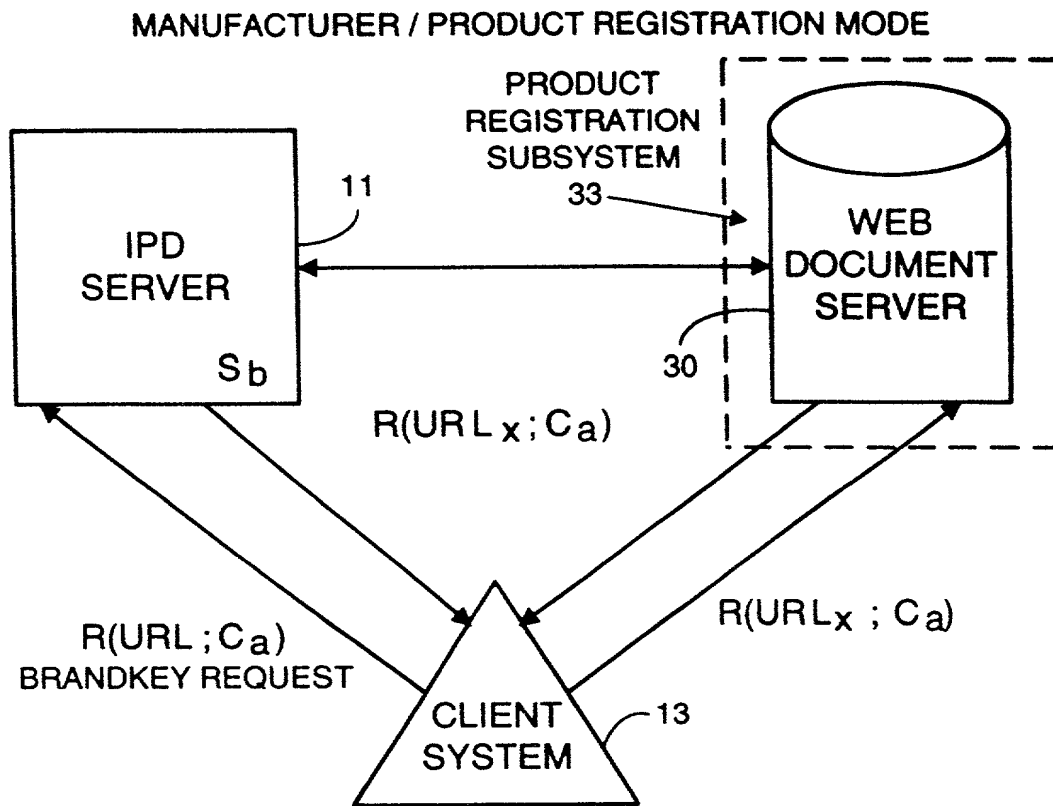 MANUFACTURER / PRODUCT REGISTRATION MODE
PRODUCT
REGISTRATION
SUBSYSTEM
33
11
IPD
SERVER
Sb
WEB
DOCUMENT
SERVER
30
R(URLx ; Ca)
R(URL ; Ca)
BRANDKEY REQUEST
R(URLx ; Ca)
CLIENT
SYSTEM
13